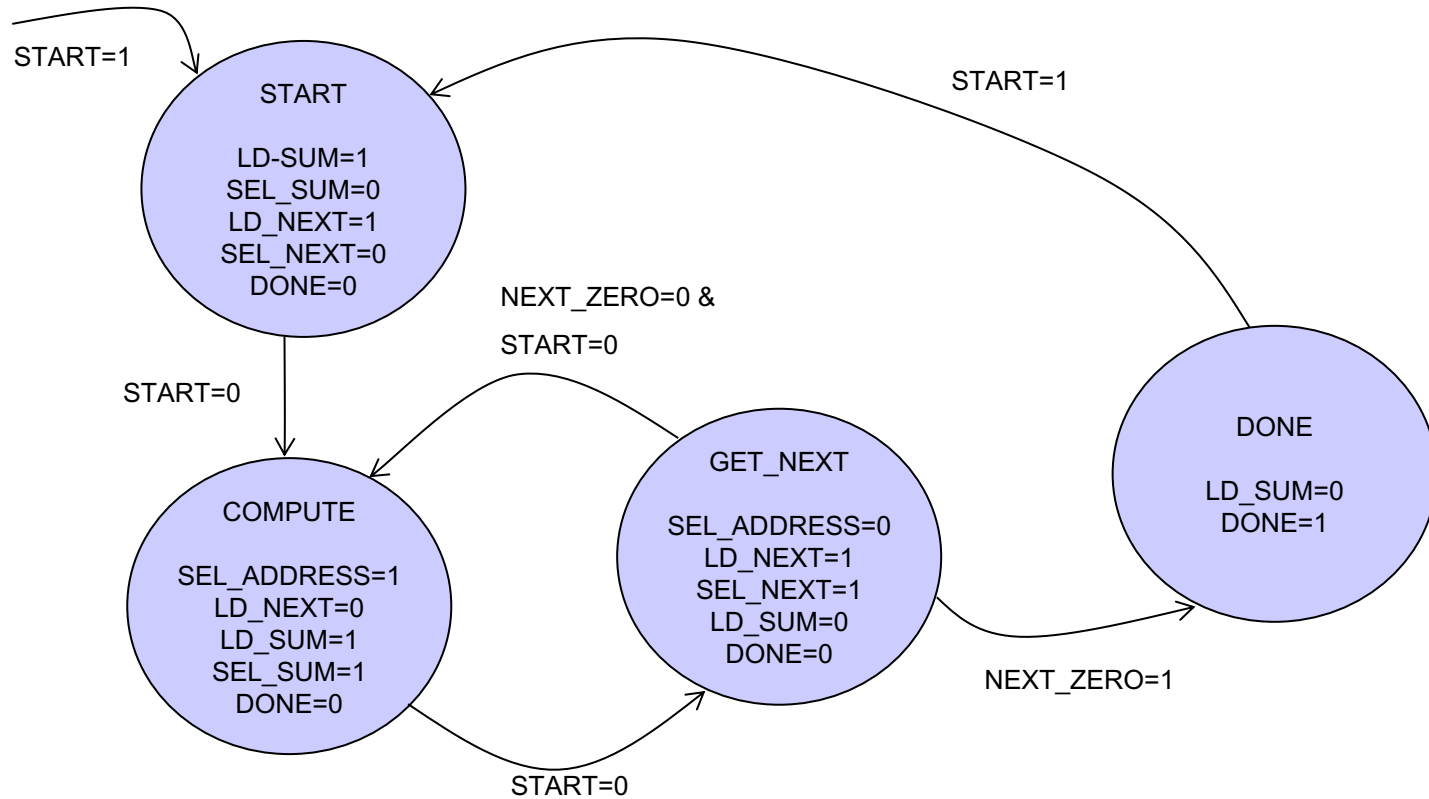 START=1
START
LD-SUM=1
SEL_SUM=0
LD_NEXT=1
SEL_NEXT=0
DONE=0
START=1
NEXT_ZERO=0 &
START=0
START=0
COMPUTE
SEL_ADDRESS=1
LD_NEXT=0
LD_SUM=1
SEL_SUM=1
DONE=0
GET_NEXT
SEL_ADDRESS=0
LD_NEXT=1
SEL_NEXT=1
LD_SUM=0
DONE=0
DONE
LD_SUM=0
DONE=1
NEXT_ZERO=1
START=0